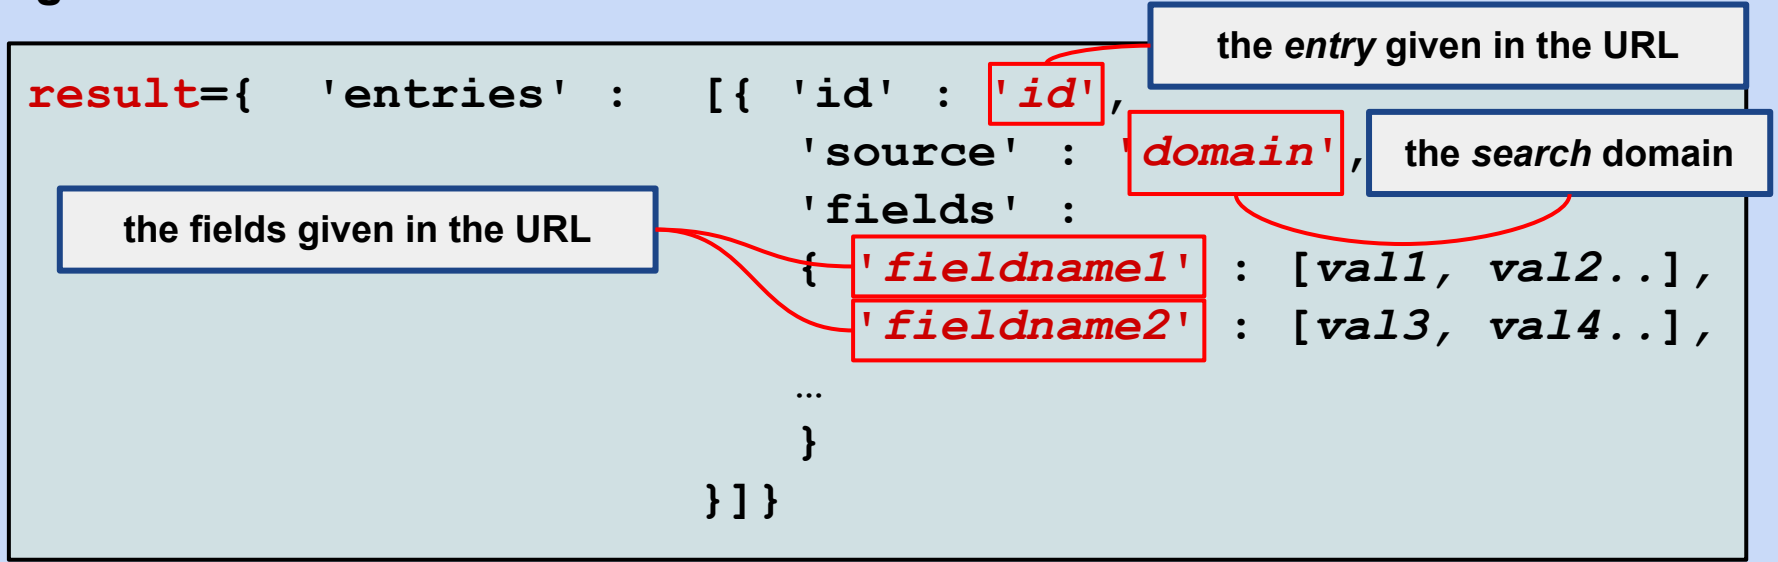 the entry given in the URL
result={ 'entries' : [{ 'id' : 'id',
'source' : 'domain',
the search domain
'fields' :
the fields given in the URL
{ 'fieldname1' : [val1, val2..],
'fieldname2' : [val3, val4..],
…
}
}]}